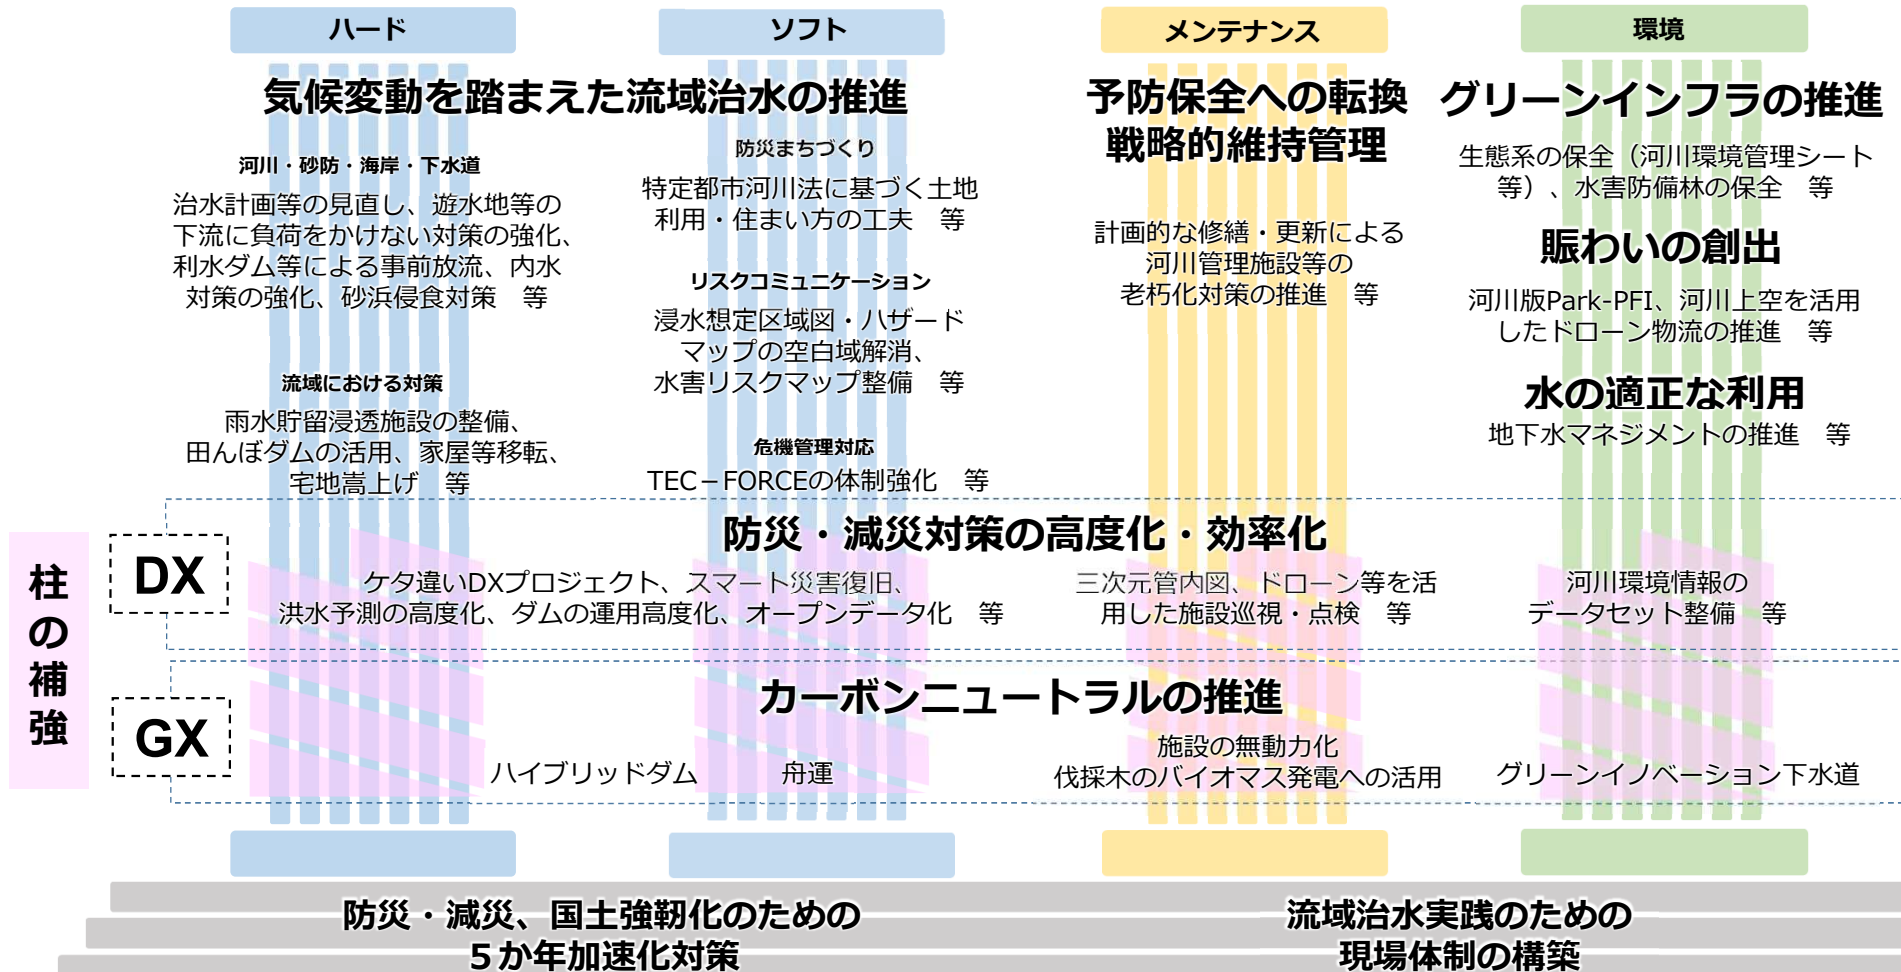 ハード
ソフト
メンテナンス
環境
気候変動を踏まえた流域治水の推進
河川・砂防・海岸・下水道
治水計画等の見直し、遊水地等の
下流に負荷をかけない対策の強化、
利水ダム等による事前放流、内水
対策の強化、砂浜侵食対策　等
流域における対策
雨水貯留浸透施設の整備、
田んぼダムの活用、家屋等移転、
宅地嵩上げ　等
防災まちづくり
特定都市河川法に基づく土地
利用・住まい方の工夫　等
リスクコミュニケーション
浸水想定区域図・ハザード
マップの空白域解消、
水害リスクマップ整備　等
危機管理対応
TEC−FORCEの体制強化　等
予防保全への転換
戦略的維持管理
計画的な修繕・更新による
河川管理施設等の
老朽化対策の推進　等
グリーンインフラの推進
生態系の保全（河川環境管理シート
等）、水害防備林の保全　等
賑わいの創出
河川版Park-PFI、河川上空を活用
したドローン物流の推進　等
水の適正な利用
地下水マネジメントの推進　等
柱の補強
DX
防災・減災対策の高度化・効率化
ケタ違いDXプロジェクト、スマート災害復旧、
洪水予測の高度化、ダムの運用高度化、オープンデータ化　等
三次元管内図、ドローン等を活
用した施設巡視・点検　等
河川環境情報の
データセット整備　等
GX
カーボンニュートラルの推進
ハイブリッドダム
舟運
施設の無動力化
伐採木のバイオマス発電への活用
グリーンイノベーション下水道
防災・減災、国土強靭化のための
５か年加速化対策
流域治水実践のための
現場体制の構築